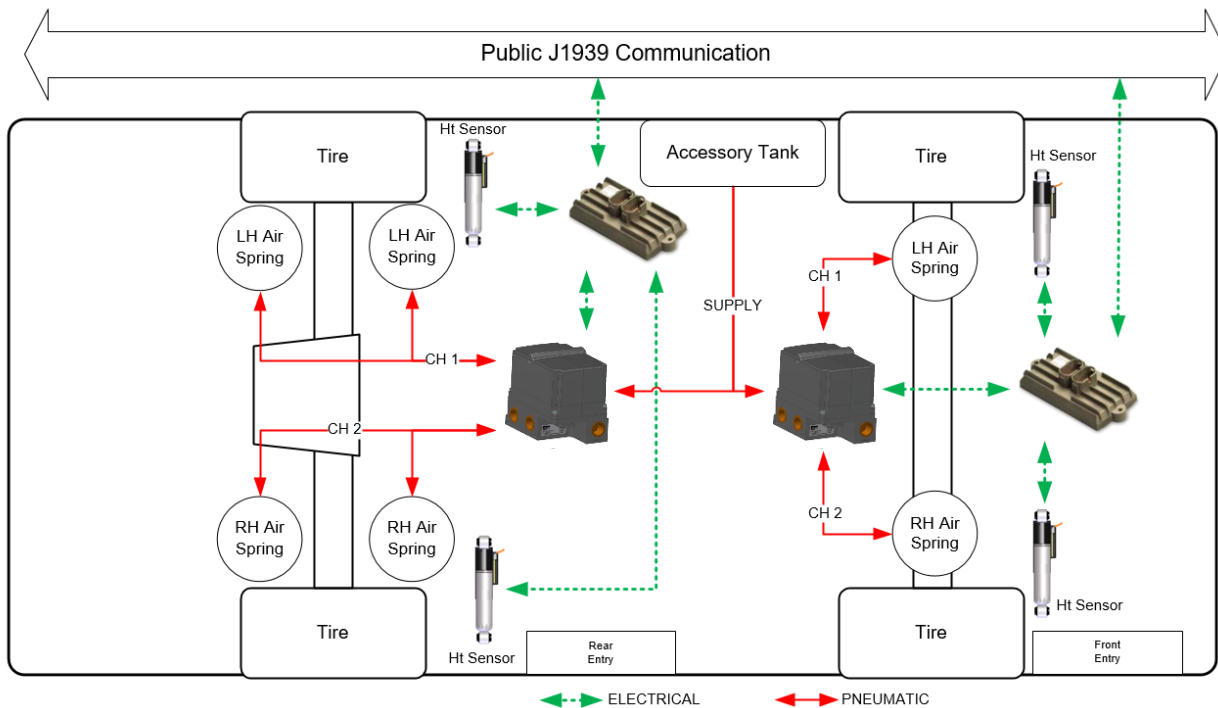 Public J1939 Communication
Tire
Ht Sensor
Accessory Tank
Tire
Ht Sensor
LH Air
Spring
LH Air
Spring
LH Air
Spring
CH 1
SUPPLY
CH 1
CH 2
RH Air
Spring
RH Air
Spring
CH 2
RH Air
Spring
Tire
Ht Sensor
Rear
Entry
Tire
Ht Sensor
Front
Entry
ELECTRICAL
PNEUMATIC